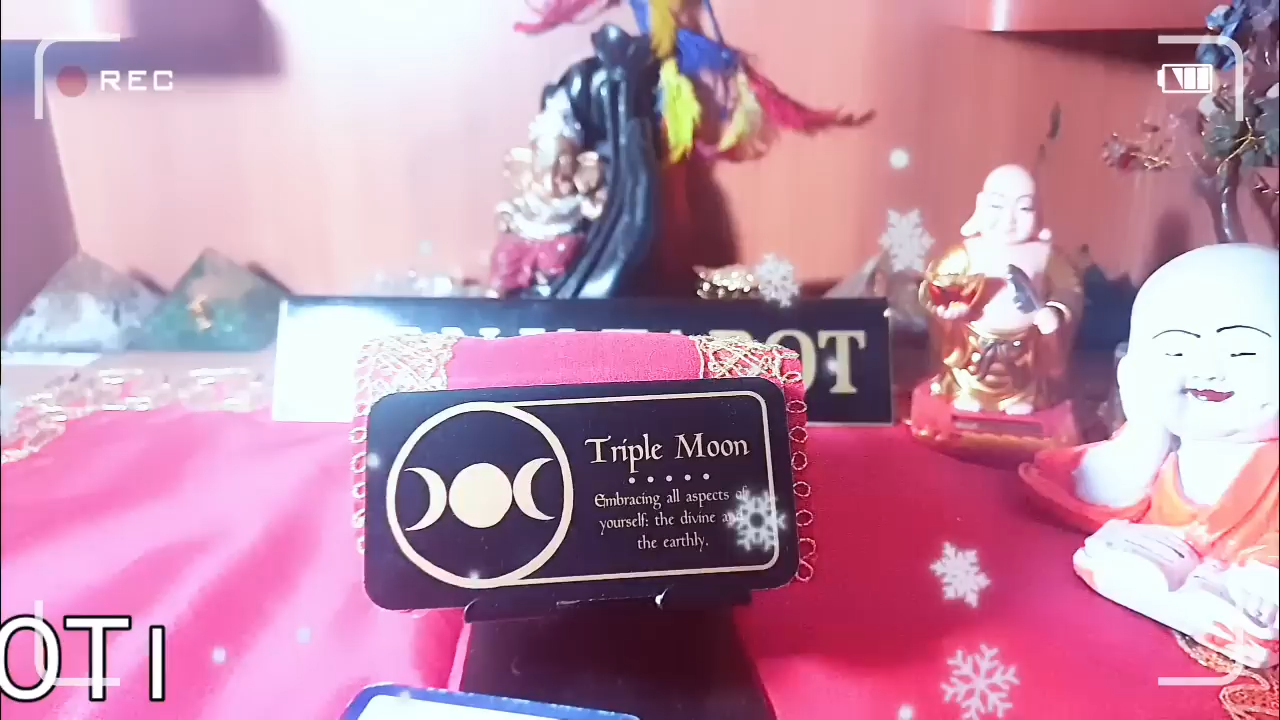 REC
OT
Triple Moon
Embracing all aspects of
yourself: the divine and
the earthly.
OTI